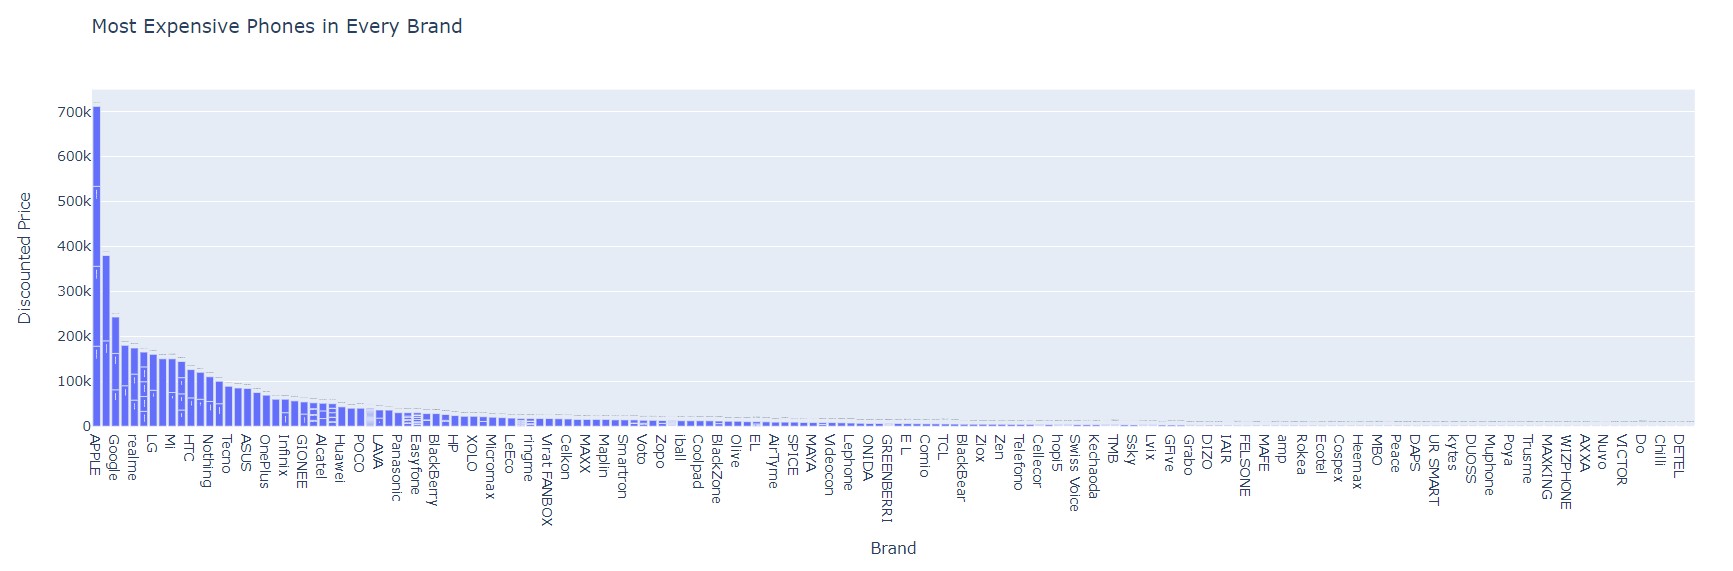 Most Expensive Phones in Every Brand
Discounted Price
700k
600k
500k
400k
300k
200k
100k
0
APPLE
Google
realme
LG
Mi
HTC
Nothing
Tecno
ASUS
OnePlus
Infinix
GIONEE
Alcatel
Huawei
POCO
LAVA
Panasonic
Easyfone
BlackBerry
HP
XOLO
Micromax
LeEco
ringme
Virat FANBOX
Celkon
MAXX
Maplin
Smartron
Voto
Zopo
iball
Coolpad
BlackZone
Olive
EL
AirTyme
SPICE
MAYA
Videocon
Lephone
ONIDA
GREENBERRI
E L
Comio
TCL
BlackBear
Ziox
Zen
Telefono
Cellecor
hopi5
Swiss Voice
Kechaoda
TMB
Ssky
Lvix
GFive
Grabo
DIZO
IAIR
FELSONE
MAFE
amp
Rokea
Ecotel
Cospex
Heemax
MBO
Peace
DAPS
UR SMART
kytes
DUOSS
Muphone
Poya
Trusme
MAXKING
WIZPHONE
AXXA
Nuvo
VICTOR
Do
Chilli
DETEL
Brand